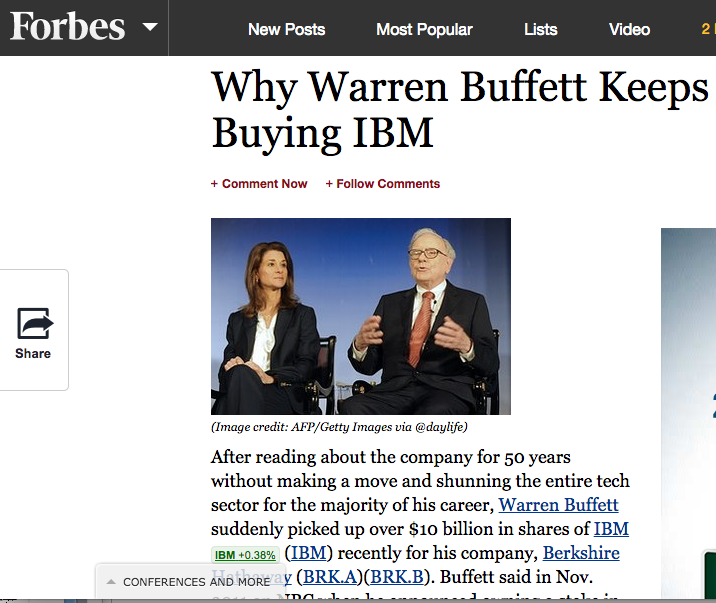 Forbes
New Posts
Most Popular
Lists
Video
2
Why Warren Buffett Keeps
Buying IBM
+ Comment Now + Follow Comments
Share
(Image credit: AFP/Getty Images via @daylife)
After reading about the company for 50 years
without making a move and shunning the entire tech
sector for the majority of his career, Warren Buffett
suddenly picked up over $10 billion in shares of IBM
IBM +0.38% (IBM) recently for his company, Berkshire
Hathaway (BRK.A)(BRK.B). Buffett said in Nov.
CONFERENCES AND MORE